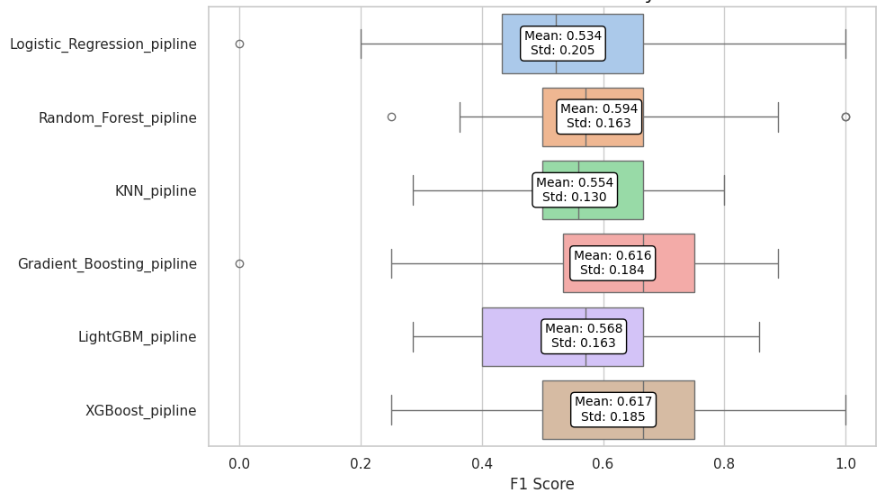 Logistic_Regression_pipline
Mean: 0.534
Std: 0.205
Random_Forest_pipline
Mean: 0.594
Std: 0.163
KNN_pipline
Mean: 0.554
Std: 0.130
Gradient_Boosting_pipline
Mean: 0.616
Std: 0.184
LightGBM_pipline
Mean: 0.568
Std: 0.163
XGBoost_pipline
Mean: 0.617
Std: 0.185
0.0 0.2 0.4 0.6 0.8 1.0
F1 Score